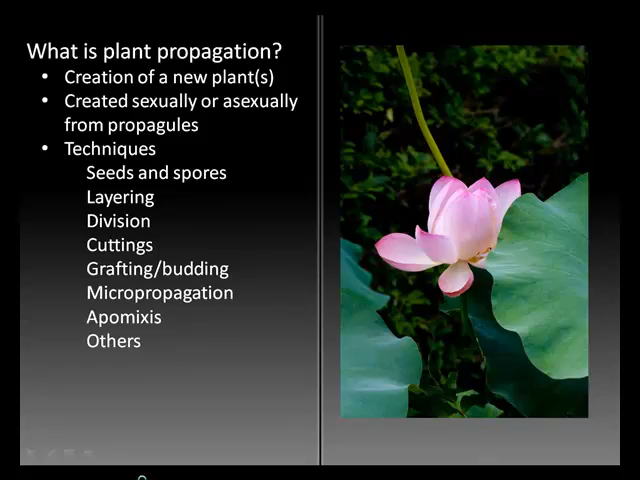 What is plant propagation?
• Creation of a new plant(s)
• Created sexually or asexually
from propagules
• Techniques
Seeds and spores
Layering
Division
Cuttings
Grafting/budding
Micropropagation
Apomixis
Others